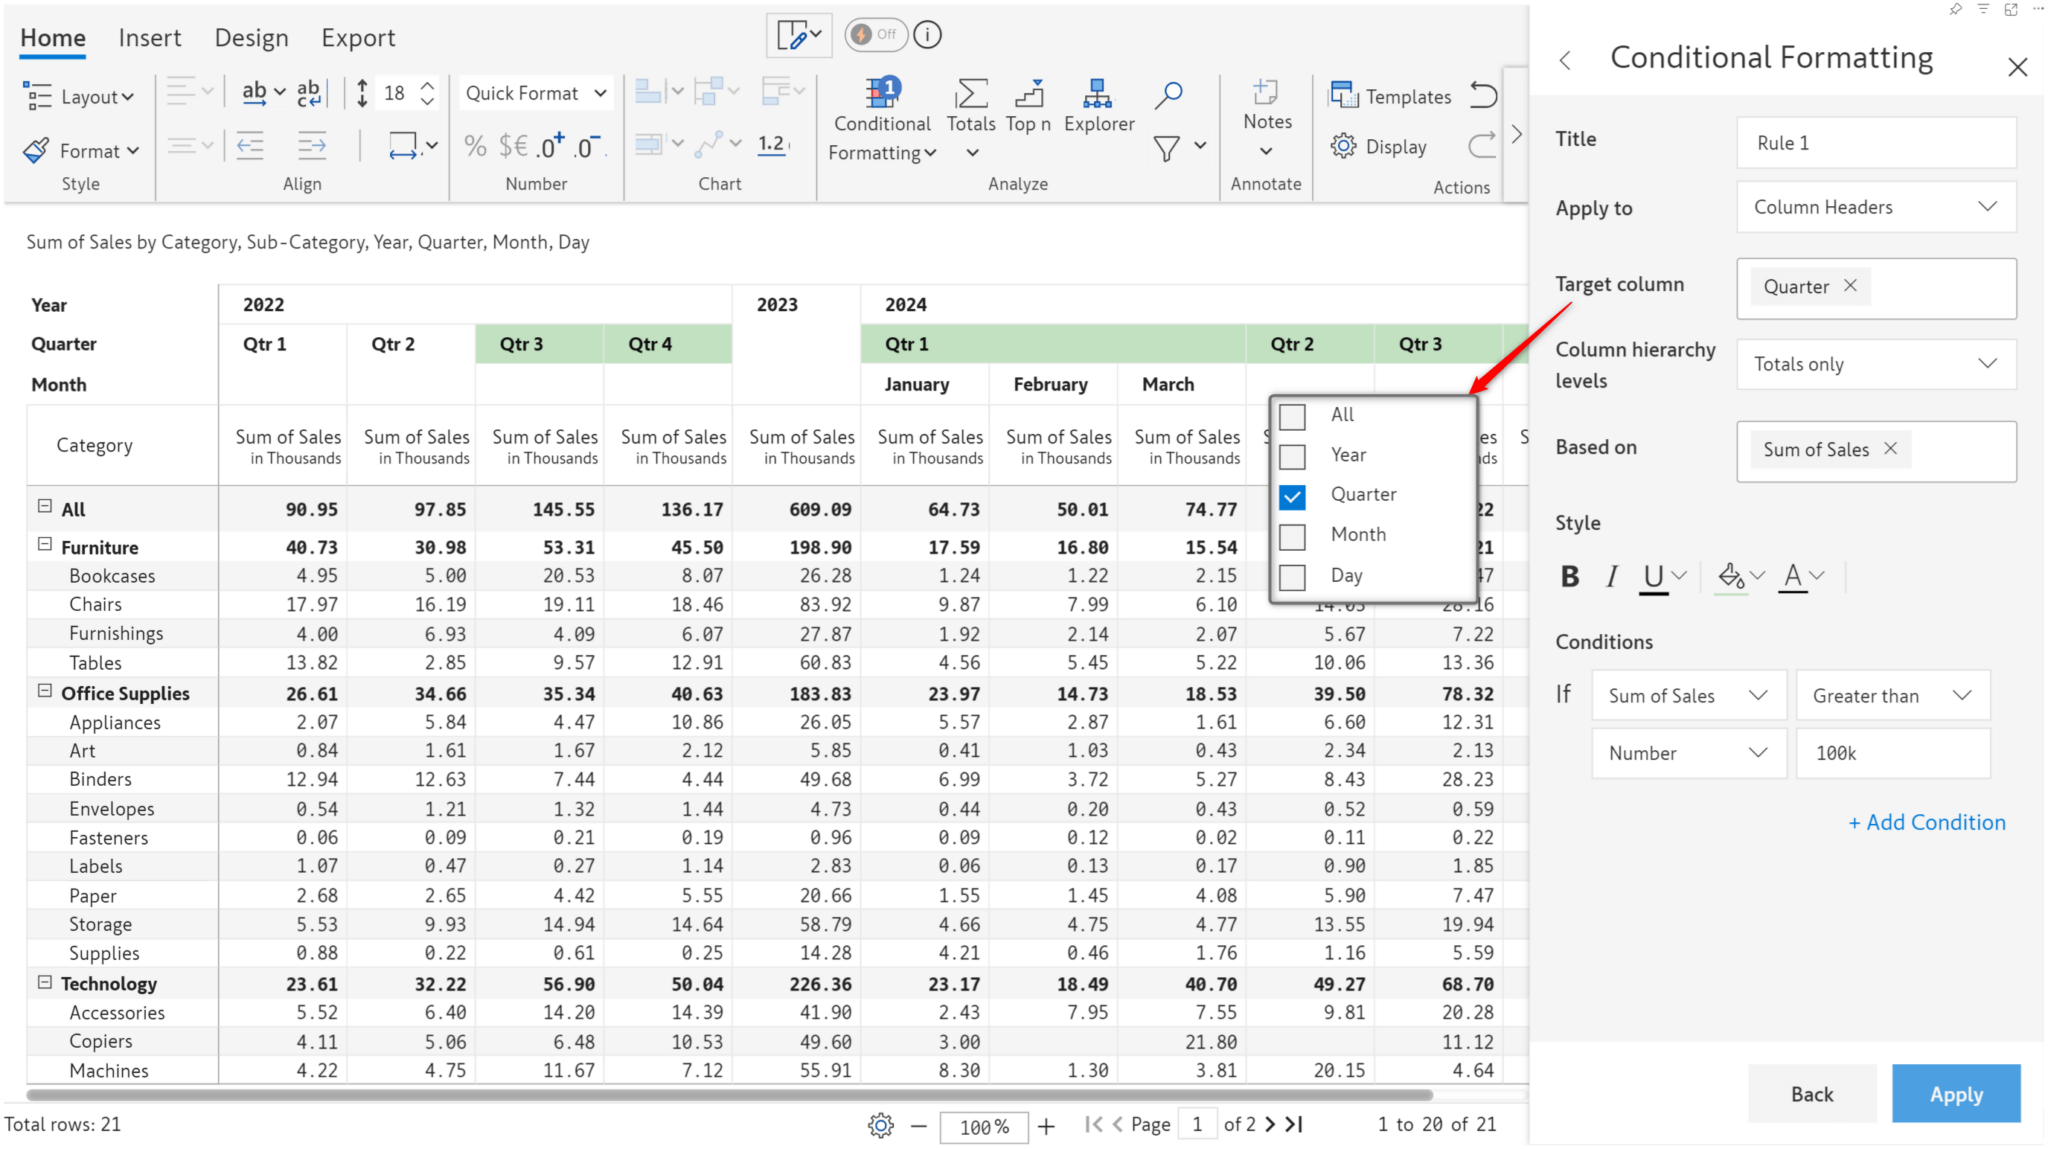 Home Insert Design Export Off
Layout ab ab c 18 Quick Format 1 Conditional Formatting Totals Top n Explorer Notes Templates
Format % $€ .0+ .0- 1.2 Display
Style Align Number Chart Analyze Annotate Actions
Sum of Sales by Category, Sub-Category, Year, Quarter, Month, Day
Year 2022 2023 2024
Quarter Qtr 1 Qtr 2 Qtr 3 Qtr 4 Qtr 1 Qtr 2 Qtr 3
Month January February March
Category Sum of Sales Sum of Sales Sum of Sales Sum of Sales Sum of Sales Sum of Sales Sum of Sales Sum of Sales
in Thousands in Thousands in Thousands in Thousands in Thousands in Thousands in Thousands in Thousands
All 90.95 97.85 145.55 136.17 609.09 64.73 50.01 74.77
Furniture 40.73 30.98 53.31 45.50 198.90 17.59 16.80 15.54
Bookcases 4.95 5.00 20.53 8.07 26.28 1.24 1.22 2.15
Chairs 17.97 16.19 19.11 18.46 83.92 9.87 7.99 6.10
Furnishings 4.00 6.93 4.09 6.07 27.87 1.92 2.14 2.07 5.67 7.22
Tables 13.82 2.85 9.57 12.91 60.83 4.56 5.45 5.22 10.06 13.36
Office Supplies 26.61 34.66 35.34 40.63 183.83 23.97 14.73 18.53 39.50 78.32
Appliances 2.07 5.84 4.47 10.86 26.05 5.57 2.87 1.61 6.60 12.31
Art 0.84 1.61 1.67 2.12 5.85 0.41 1.03 0.43 2.34 2.13
Binders 12.94 12.63 7.44 4.44 49.68 6.99 3.72 5.27 8.43 28.23
Envelopes 0.54 1.21 1.32 1.44 4.73 0.44 0.20 0.43 0.52 0.59
Fasteners 0.06 0.09 0.21 0.19 0.96 0.09 0.12 0.02 0.11 0.22
Labels 1.07 0.47 0.27 1.14 2.83 0.06 0.13 0.17 0.90 1.85
Paper 2.68 2.65 4.42 5.55 20.66 1.55 1.45 4.08 5.90 7.47
Storage 5.53 9.93 14.94 14.64 58.79 4.66 4.75 4.77 13.55 19.94
Supplies 0.88 0.22 0.61 0.25 14.28 4.21 0.46 1.76 1.16 5.59
Technology 23.61 32.22 56.90 50.04 226.36 23.17 18.49 40.70 49.27 68.70
Accessories 5.52 6.40 14.20 14.39 41.90 2.43 7.95 7.55 9.81 20.28
Copiers 4.11 5.06 6.48 10.53 49.60 3.00 21.80 11.12
Machines 4.22 4.75 11.67 7.12 55.91 8.30 1.30 3.81 20.15 4.64
Total rows: 21 100% Page 1 of 2 1 to 20 of 21
All
Year
Quarter
Month
Day
Conditional Formatting
Title Rule 1
Apply to Column Headers
Target column Quarter
Column hierarchy levels Totals only
Based on Sum of Sales
Style
B I U A
Conditions
If Sum of Sales Greater than
Number 100k
+ Add Condition
Back Apply